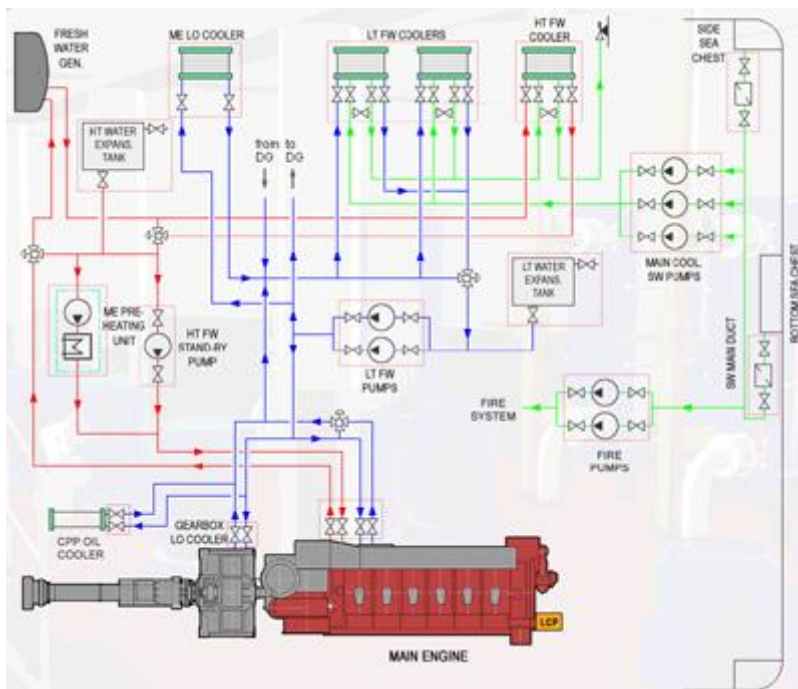 FRESH
WATER
GEN.
ME LO COOLER
LT FW COOLERS
HT FW
COOLER
SIDE
SEA
CHEST
HT WATER
EXPANS.
TANK
from
DG
to
DG
MAIN COOL.
SW PUMPS
LT WATER
EXPANS.
TANK
BOTTOM SEA CHEST
ME PRE-
HEATING
UNIT
HT FW
STAND-BY
PUMP
LT FW
PUMPS
SW MAIN DUCT
FIRE
SYSTEM
FIRE
PUMPS
CPP OIL
COOLER
GEARBOX
LO COOLER
LCP
MAIN ENGINE